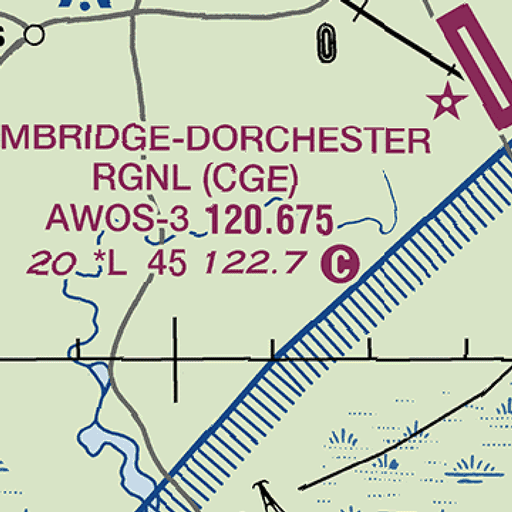 MBRIDGE-DORCHESTER
RGNL (CGE)
AWOS-3 120.675
20 *L 45 122.7 C